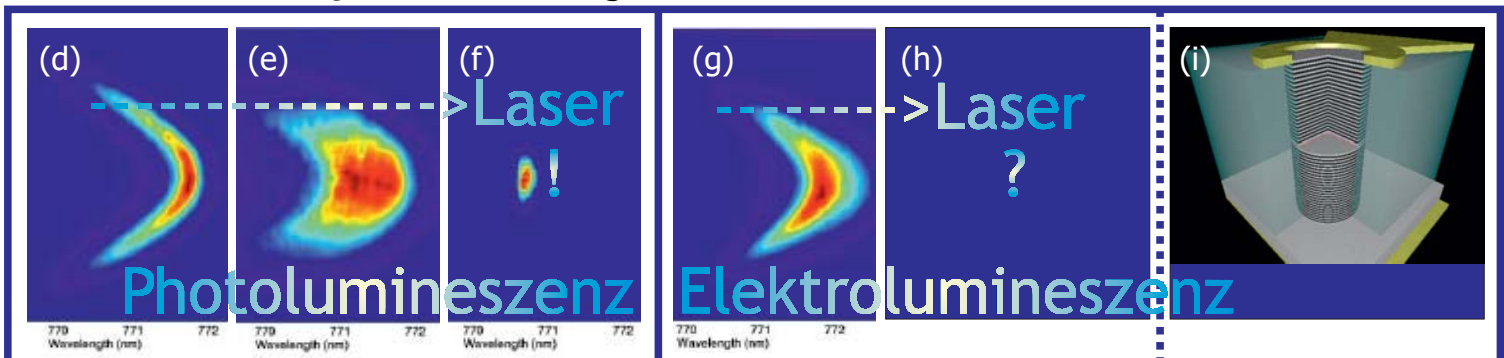 (d) (e) (f) (g) (h) (i)
>Laser >Laser
! ?
Photolumineszenz Elektrolumineszenz
770 771 772 770 771 772 770 771 772 770 771 772
Wavelength (nm) Wavelength (nm) Wavelength (nm) Wavelength (nm)